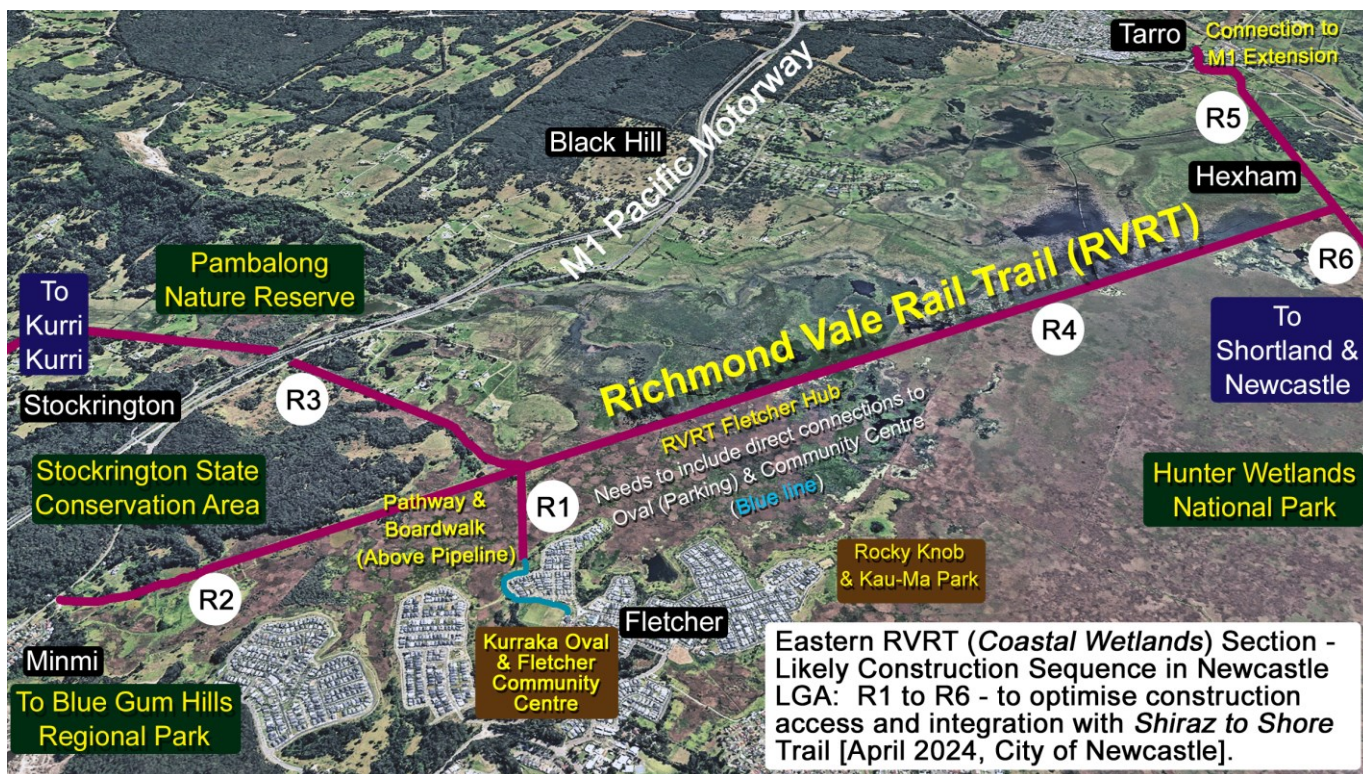 Tarro
Connection to
M1 Extension
R5
Black Hill
M1 Pacific Motorway
Hexham
Pambalong
Nature Reserve
Richmond Vale Rail Trail (RVRT)
R6
To
Kurri
Kurri
R4
To
Shortland &
Newcastle
R3
Stockrington
RVRT Fletcher Hub
Needs to include direct connections to
Oval (Parking) & Community Centre
(Blue line)
Stockrington State
Conservation Area
Pathway &
Boardwalk
(Above Pipeline)
R1
Hunter Wetlands
National Park
Rocky Knob
& Kau-Ma Park
R2
Fletcher
Minmi
Kurraka Oval
& Fletcher
Community
Centre
To Blue Gum Hills
Regional Park
Eastern RVRT (Coastal Wetlands) Section -
Likely Construction Sequence in Newcastle
LGA: R1 to R6 - to optimise construction
access and integration with Shiraz to Shore
Trail [April 2024, City of Newcastle].